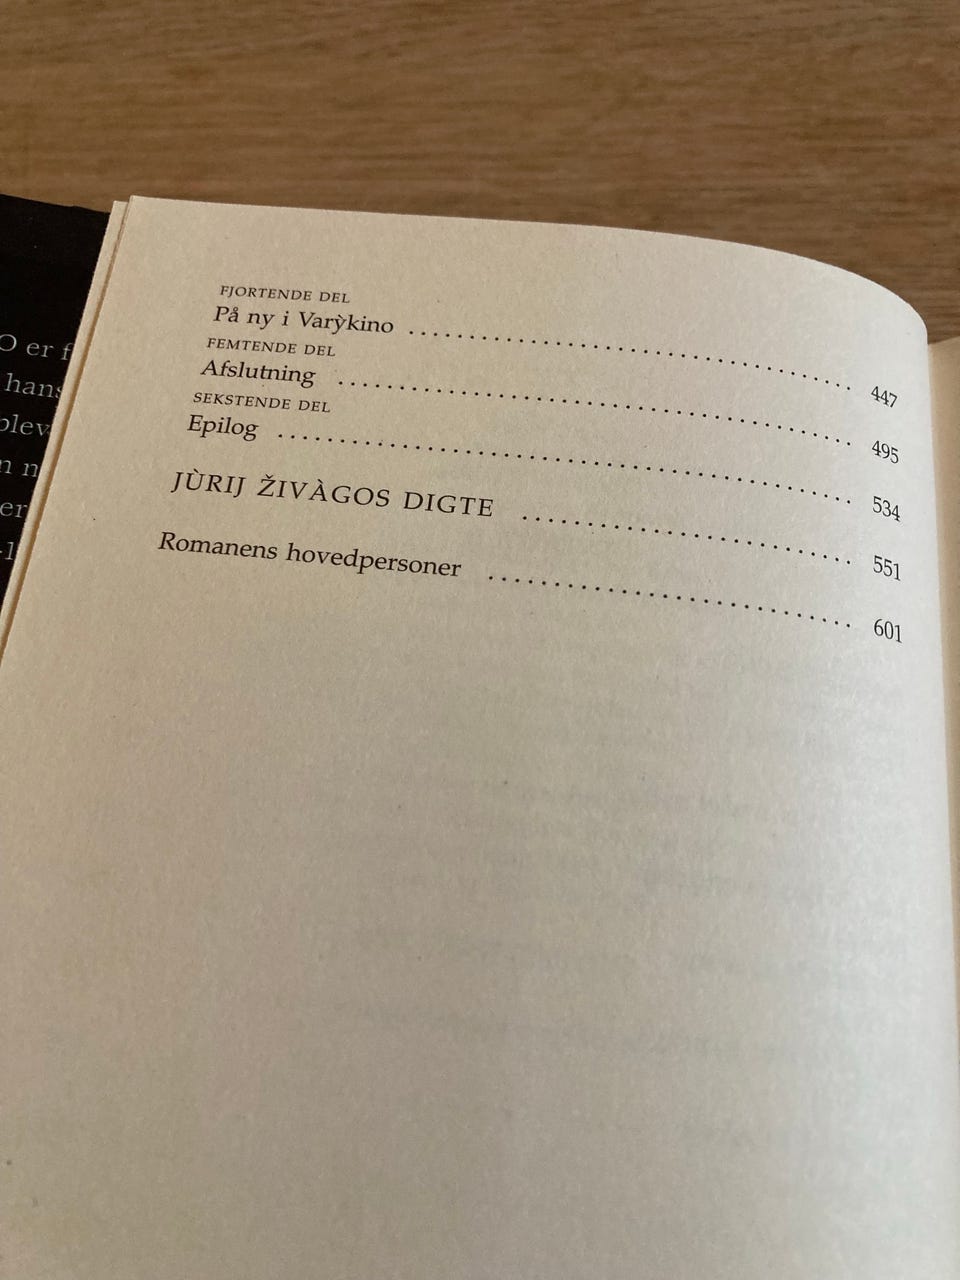 FJORTENDE DEL
På ny i Varỳkino ........................................ 447
FEMTENDE DEL
Afslutning ............................................... 495
SEKSTENDE DEL
Epilog ..................................................... 534
JÙRIJ ŽIVÀGOS DIGTE ........................... 551
Romanens hovedpersoner ............................ 601
O er
hans
blev
n
er